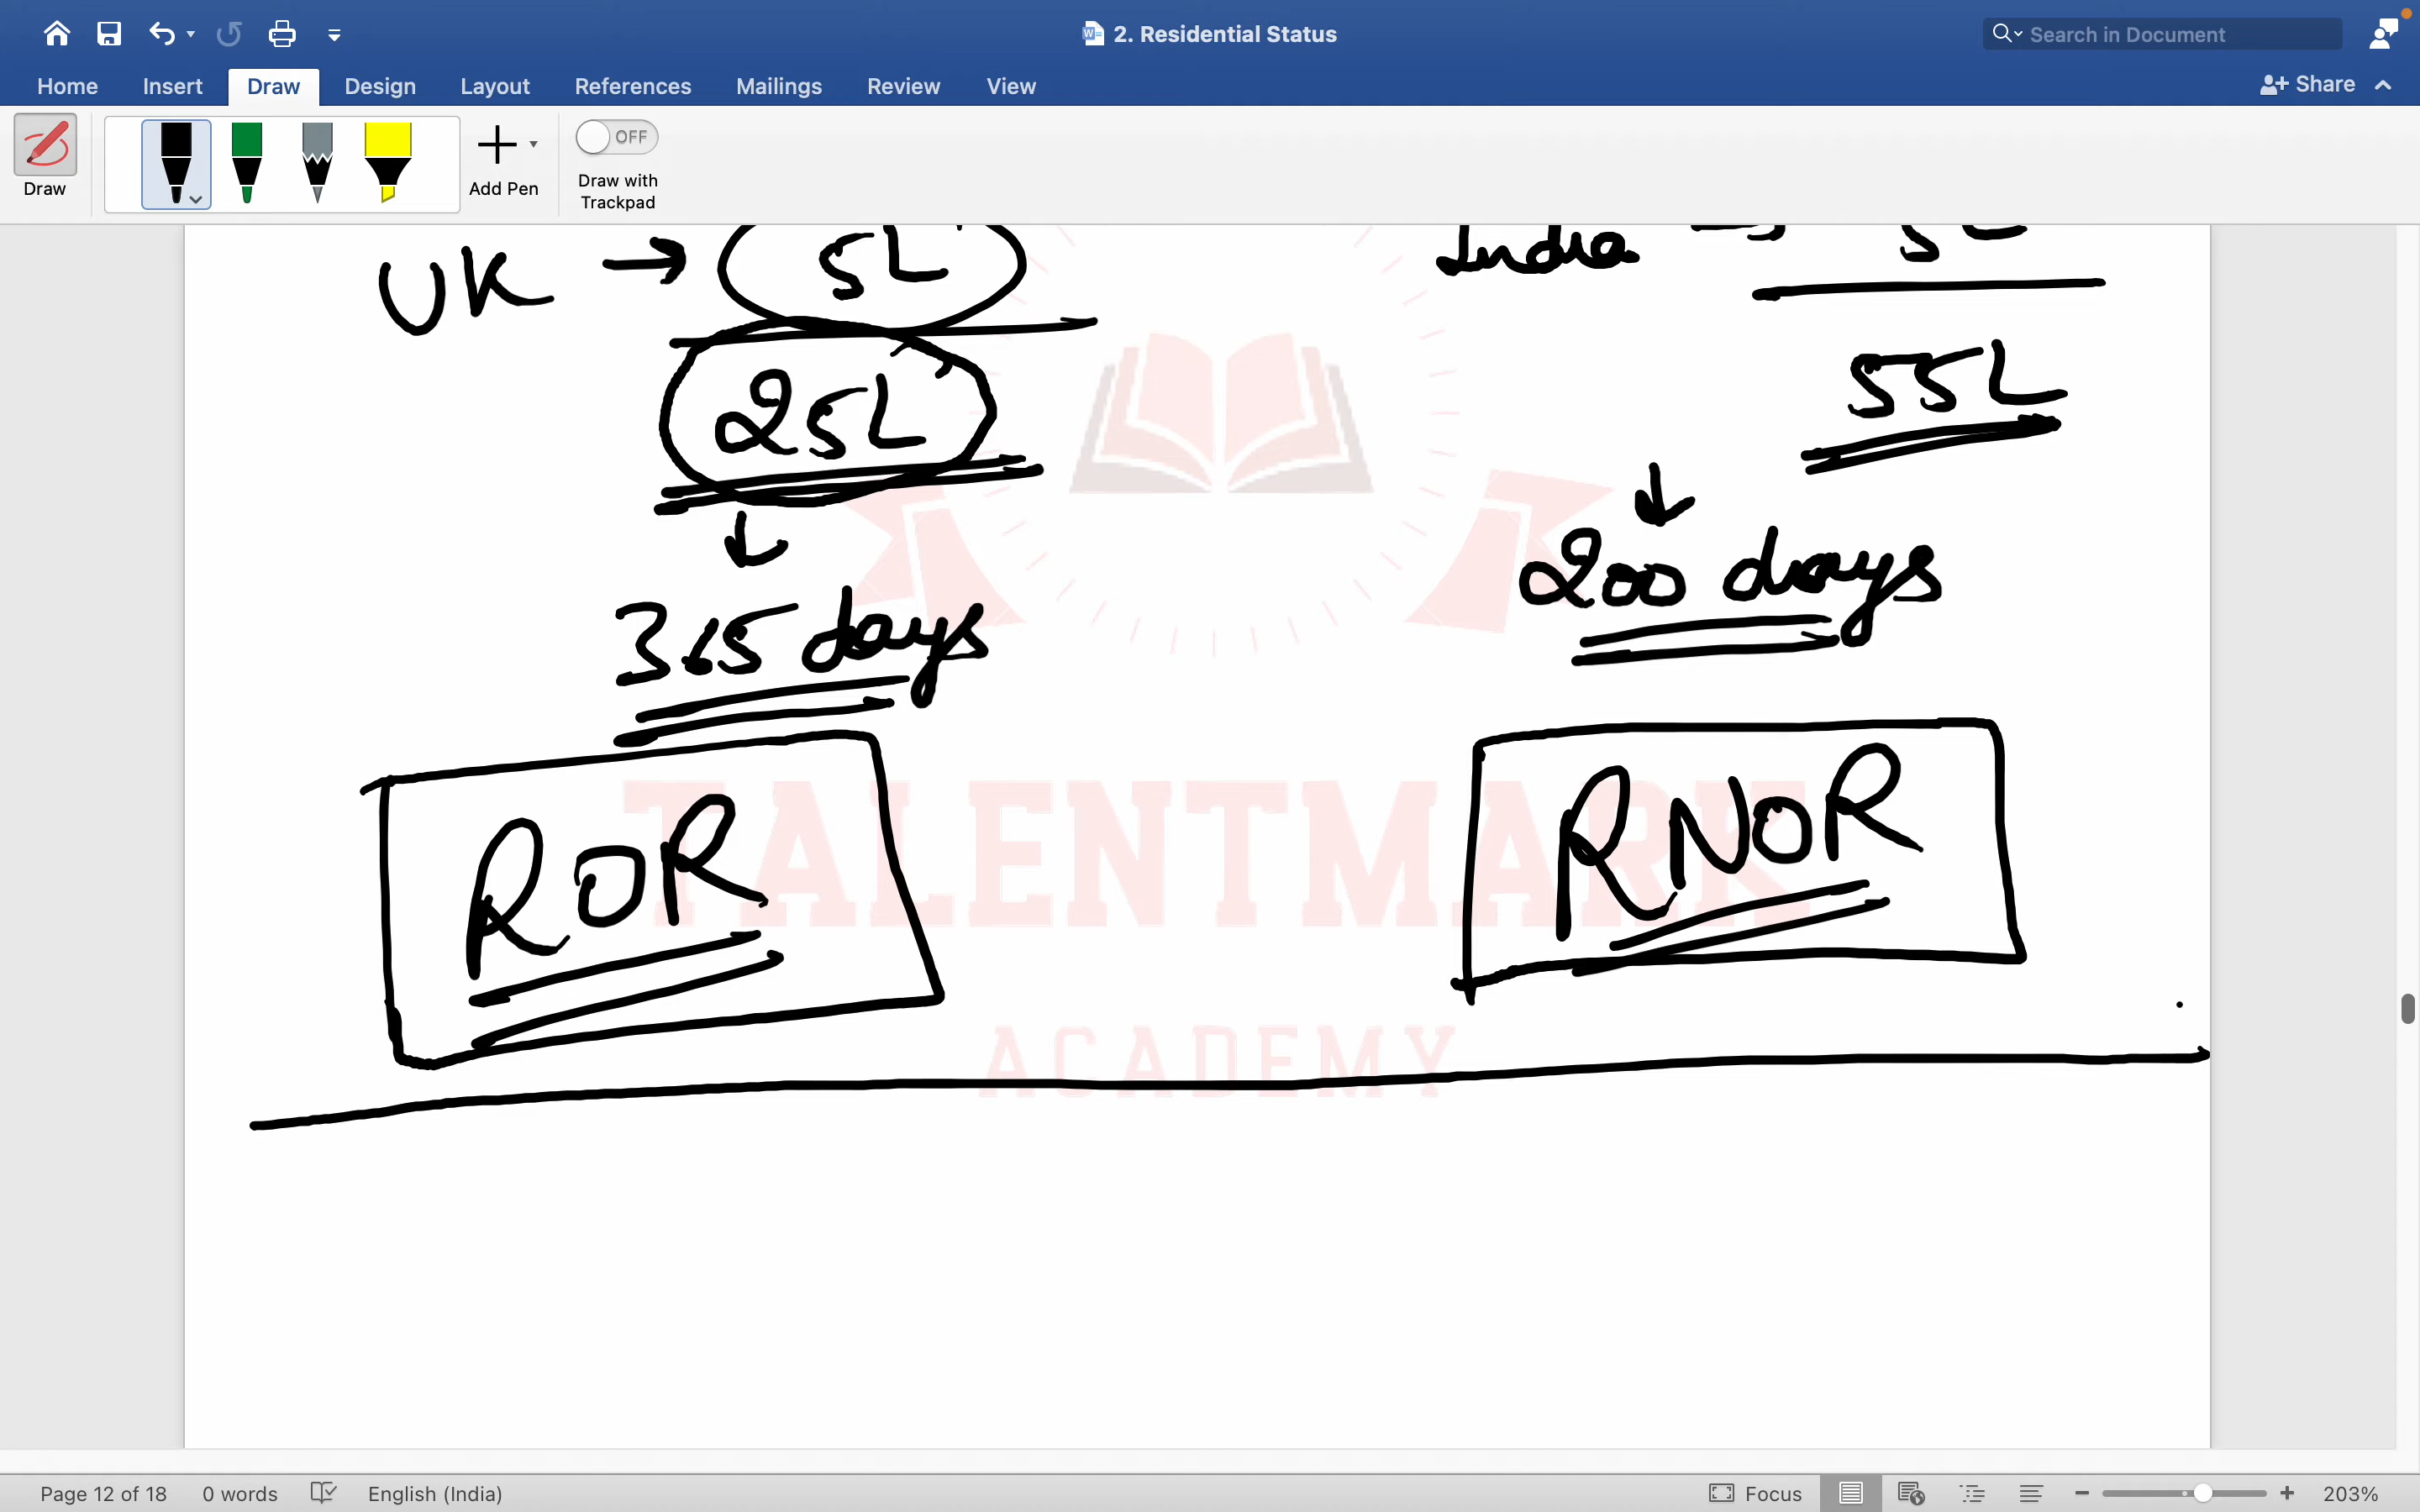 2. Residential Status
Search in Document
Home Insert Draw Design Layout References Mailings Review View
Share
Draw
Add Pen
OFF
Draw with
Trackpad
UK → 5L
25L
↓
365 days
ROR
India → 5L
55L
↓
200 days
RNOR
TALENTMARK
ACADEMY
Page 12 of 18 0 words English (India) Focus 203%